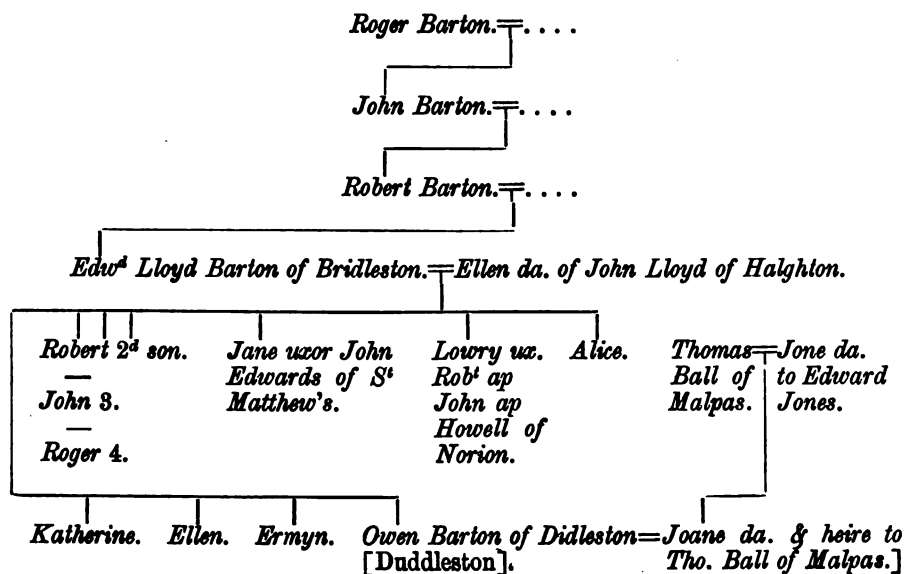 Roger Barton.=. . . .
John Barton.=. . . .
Robert Barton.=. . . .
Edwᵈ Lloyd Barton of Bridleston.=Ellen da. of John Lloyd of Halghton.
Robert 2ᵈ son.
—
John 3.
—
Roger 4.
Jane uxor John
Edwards of Sᵗ
Matthew's.
Lowry ux.
Robᵗ ap
John ap
Howell of
Norion.
Alice.
Thomas=Jone da.
Ball of to Edward
Malpas. Jones.
Katherine. Ellen. Ermyn. Owen Barton of Didleston=Joane da. & heire to
[Duddleston]. Tho. Ball of Malpas.]